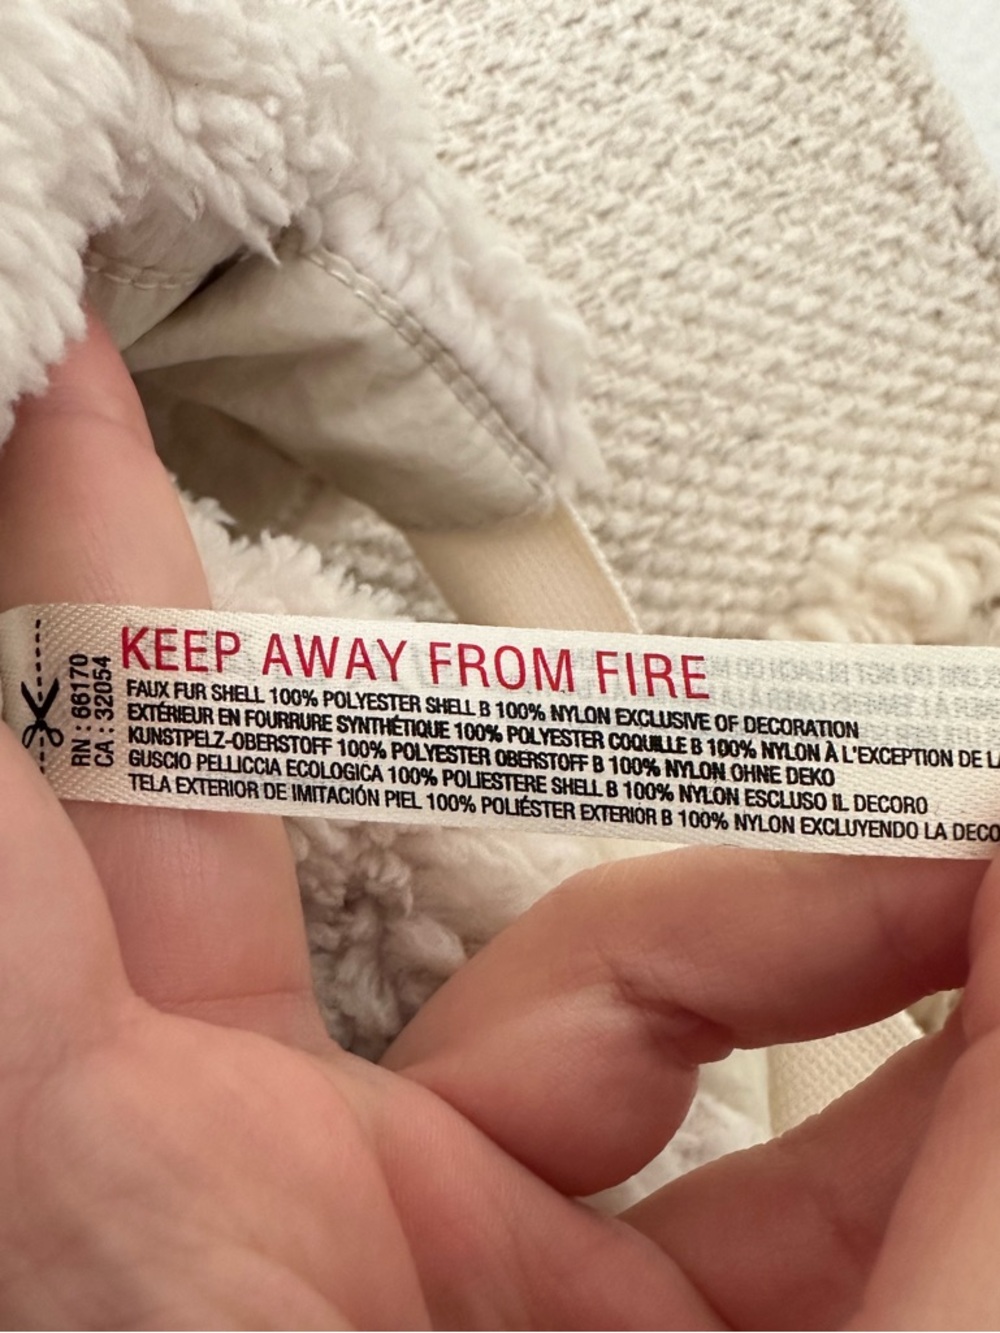 KEEP AWAY FROM FIRE
FAUX FUR SHELL 100% POLYESTER SHELL B 100% NYLON EXCLUSIVE OF DECORATION
EXTÉRIEUR EN FOURRURE SYNTHÉTIQUE 100% POLYESTER COQUILLE B 100% NYLON À L'EXCEPTION DE
KUNSTPELZ-OBERSTOFF 100% POLYESTER OBERSTOFF B 100% NYLON OHNE DEKO
GUSCIO PELLICCIA ECOLOGICA 100% POLIESTERE SHELL B 100% NYLON ESCLUSO IL DECORO
TELA EXTERIOR DE IMITACIÓN PIEL 100% POLIÉSTER EXTERIOR B 100% NYLON EXCLUYENDO LA
RN : 66170
CA : 32054